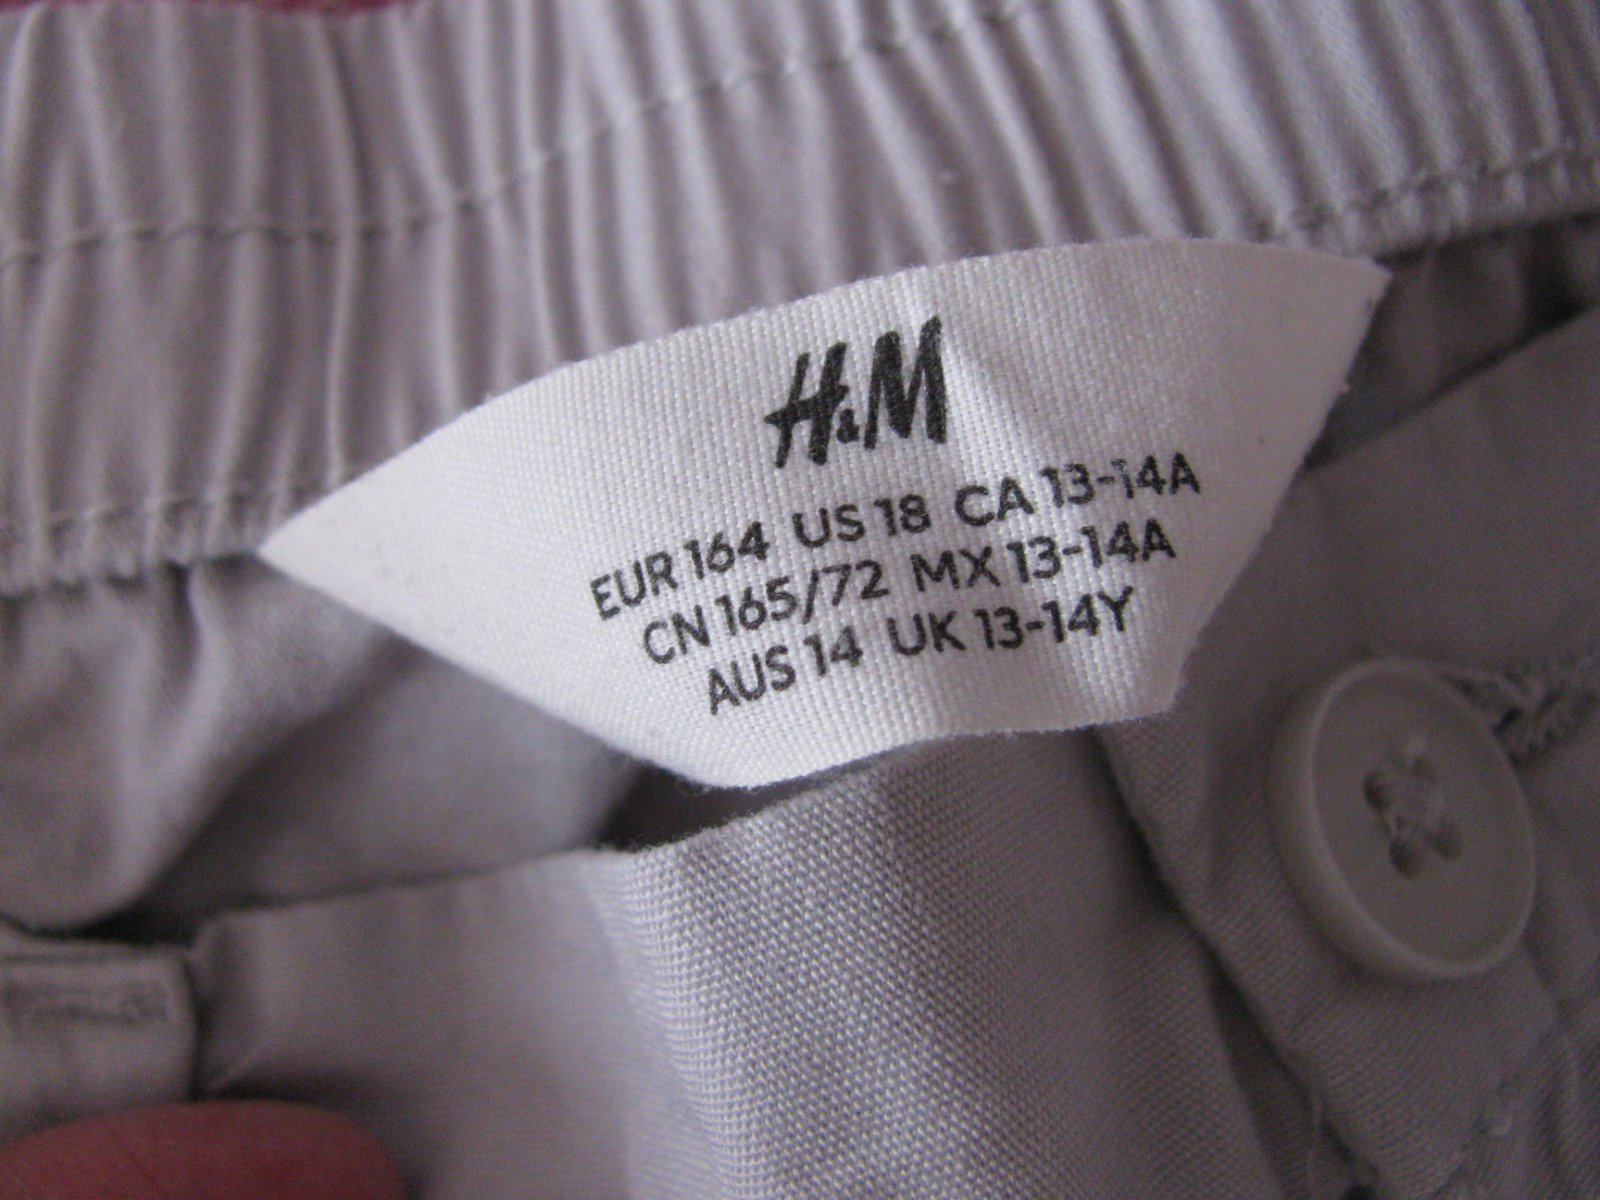 H&M
EUR 164 US 18 CA 13-14A
CN 165/72 MX 13-14A
AUS 14 UK 13-14Y